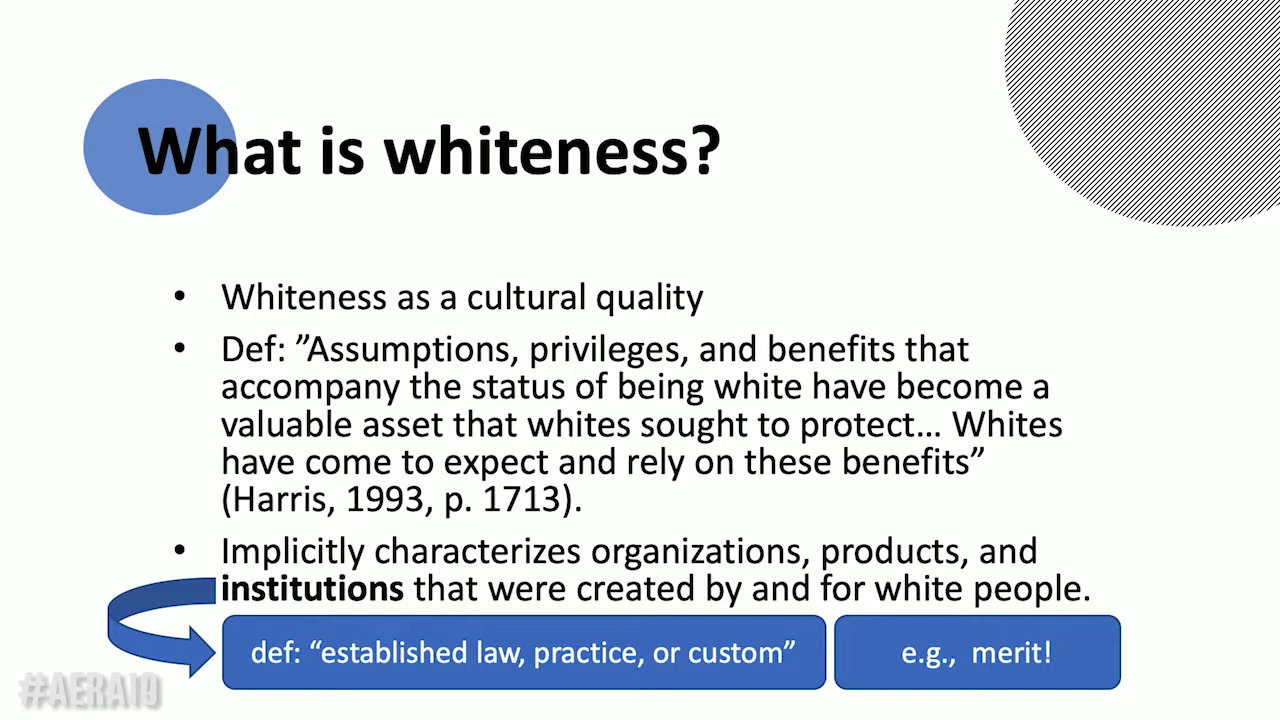 What is whiteness?
• Whiteness as a cultural quality
• Def: ”Assumptions, privileges, and benefits that
accompany the status of being white have become a
valuable asset that whites sought to protect… Whites
have come to expect and rely on these benefits”
(Harris, 1993, p. 1713).
• Implicitly characterizes organizations, products, and
institutions that were created by and for white people.
def: “established law, practice, or custom”
e.g., merit!
#AERA19